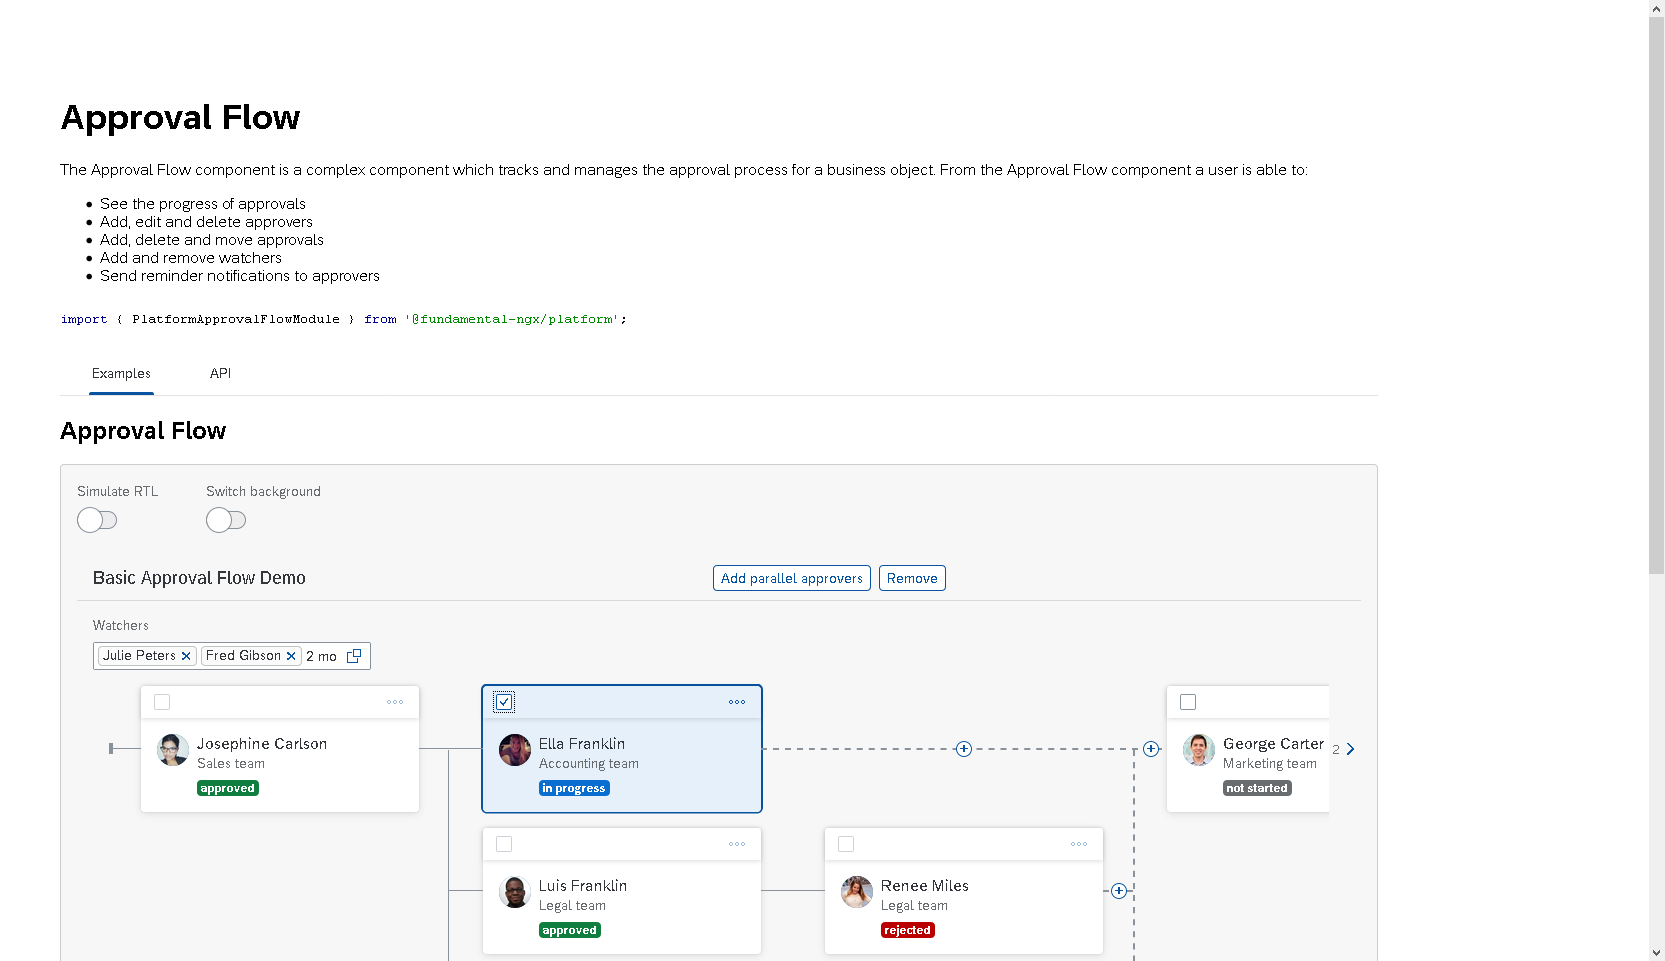 Approval Flow
The Approval Flow component is a complex component which tracks and manages the approval process for a business object. From the Approval Flow component a user is able to:
See the progress of approvals
Add, edit and delete approvers
Add, delete and move approvals
Add and remove watchers
Send reminder notifications to approvers
import { PlatformApprovalFlowModule } from '@fundamental-ngx/platform';
Examples API
Approval Flow
Simulate RTL Switch background
Basic Approval Flow Demo Add parallel approvers Remove
Watchers
Julie Peters Fred Gibson 2 mo
Josephine Carlson
Sales team
approved
Ella Franklin
Accounting team
in progress
George Carter
Marketing team
not started
2
Luis Franklin
Legal team
approved
Renee Miles
Legal team
rejected